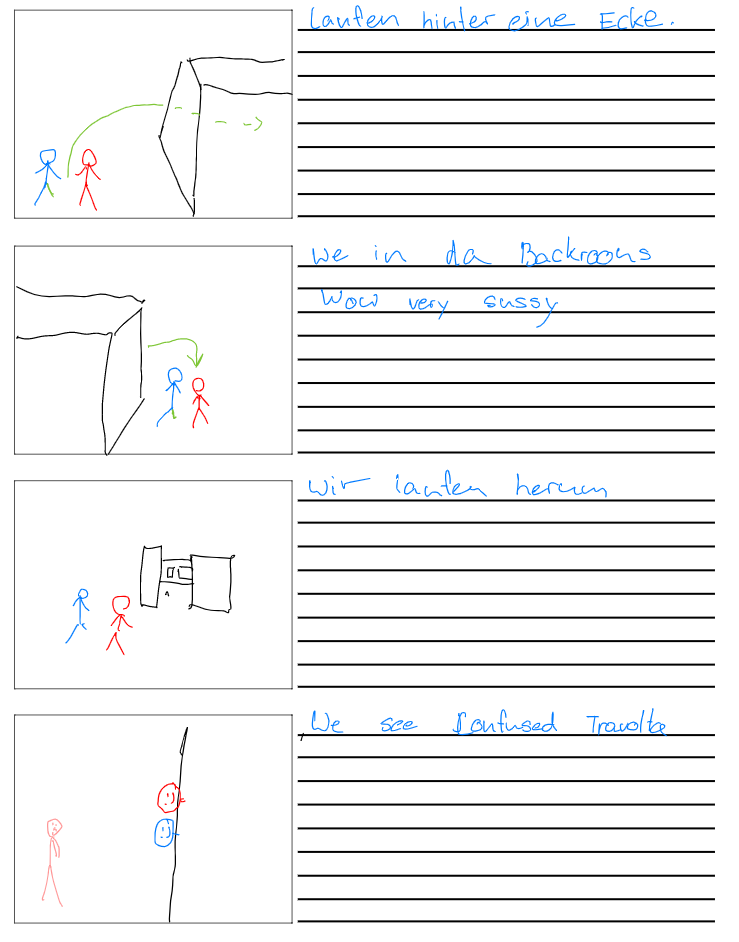 Laufen hinter eine Ecke.
We in da Backrooms
Wow very sussy
wir laufen herum
We see Confused Travolta